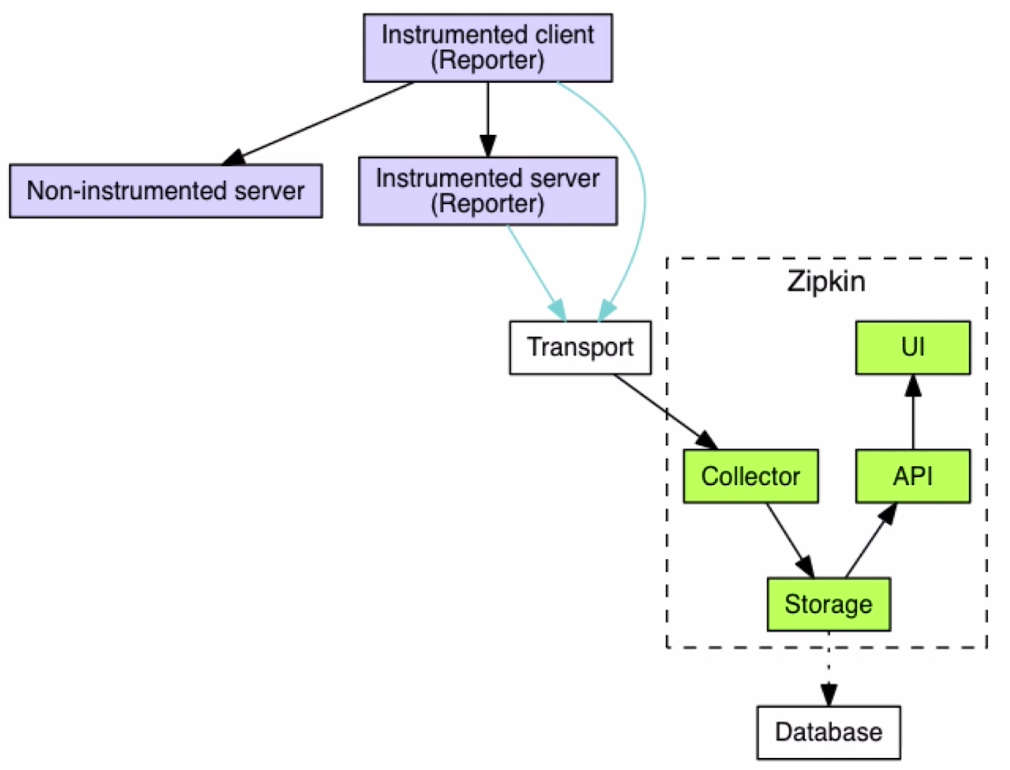 Instrumented client
(Reporter)
Non-instrumented server
Instrumented server
(Reporter)
Zipkin
Transport
UI
Collector
API
Storage
Database